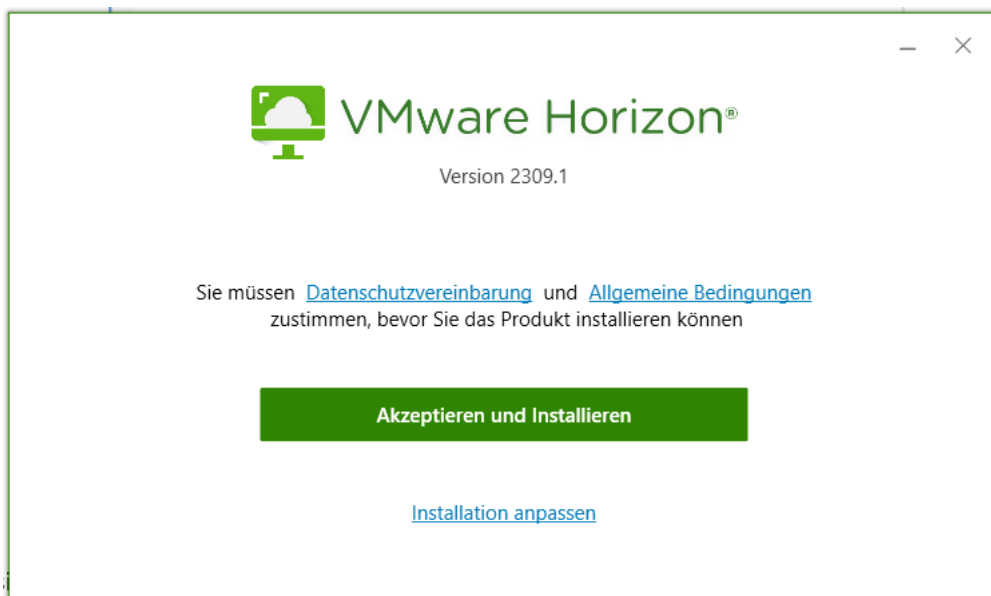 VMware Horizon®
Version 2309.1
Sie müssen Datenschutzvereinbarung und Allgemeine Bedingungen
zustimmen, bevor Sie das Produkt installieren können
Akzeptieren und Installieren
Installation anpassen